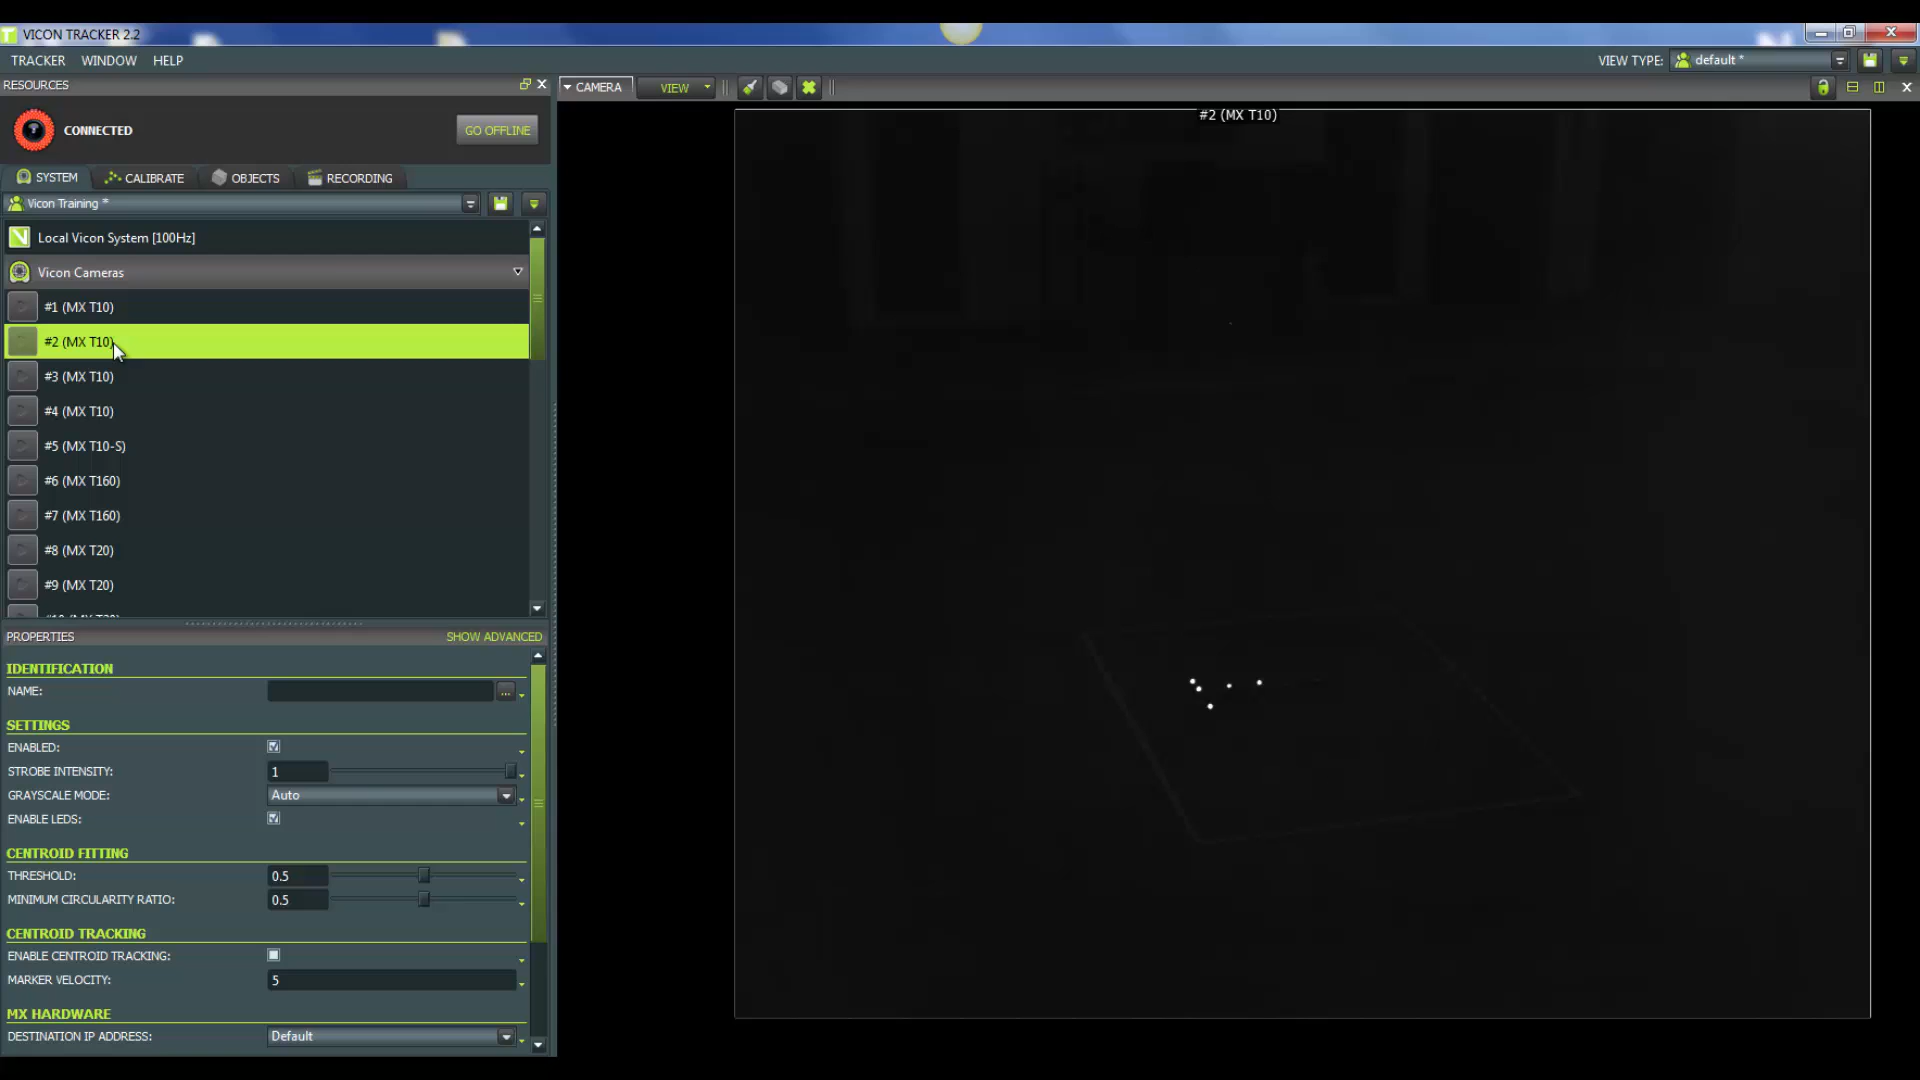 VICON TRACKER 2.2
TRACKER WINDOW HELP
VIEW TYPE: default *
RESOURCES
CAMERA VIEW
#2 (MX T10)
CONNECTED
GO OFFLINE
SYSTEM CALIBRATE OBJECTS RECORDING
Vicon Training *
Local Vicon System [100Hz]
Vicon Cameras
#1 (MX T10)
#2 (MX T10)
#3 (MX T10)
#4 (MX T10)
#5 (MX T10-S)
#6 (MX T160)
#7 (MX T160)
#8 (MX T20)
#9 (MX T20)
PROPERTIES SHOW ADVANCED
IDENTIFICATION
NAME: ...
SETTINGS
ENABLED:
STROBE INTENSITY: 1
GRAYSCALE MODE: Auto
ENABLE LEDS:
CENTROID FITTING
THRESHOLD: 0.5
MINIMUM CIRCULARITY RATIO: 0.5
CENTROID TRACKING
ENABLE CENTROID TRACKING:
MARKER VELOCITY: 5
MX HARDWARE
DESTINATION IP ADDRESS: Default